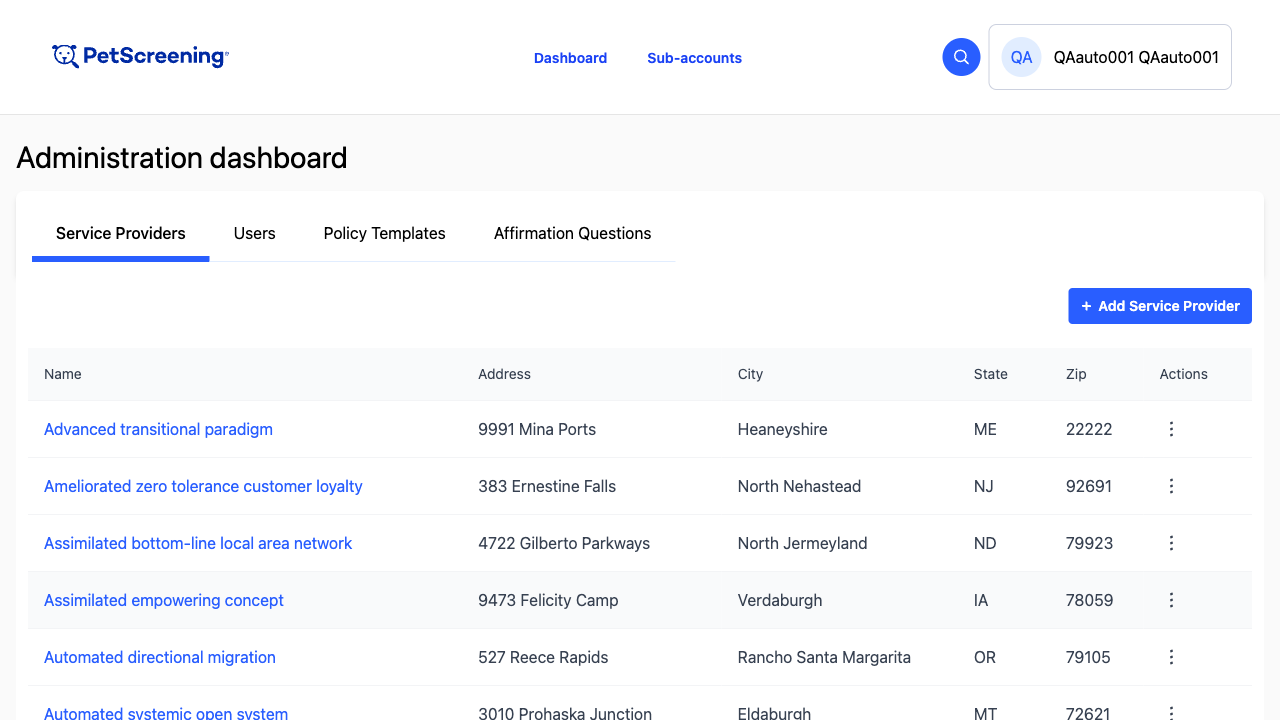 PetScreening
Dashboard
Sub-accounts
QA
QAauto001 QAauto001
Administration dashboard
Service Providers
Users
Policy Templates
Affirmation Questions
+ Add Service Provider
Name Address City State Zip Actions
Advanced transitional paradigm 9991 Mina Ports Heaneyshire ME 22222
Ameliorated zero tolerance customer loyalty 383 Ernestine Falls North Nehastead NJ 92691
Assimilated bottom-line local area network 4722 Gilberto Parkways North Jermeyland ND 79923
Assimilated empowering concept 9473 Felicity Camp Verdaburgh IA 78059
Automated directional migration 527 Reece Rapids Rancho Santa Margarita OR 79105
Automated systemic open system 3010 Prohaska Junction Eldaburgh MT 72621